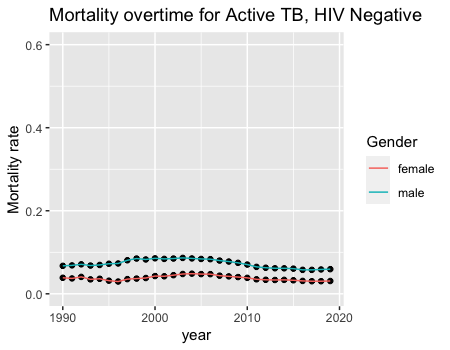 Mortality overtime for Active TB, HIV Negative
0.6
0.4
0.2
0.0
Mortality rate
1990 2000 2010 2020
year
Gender
female
male